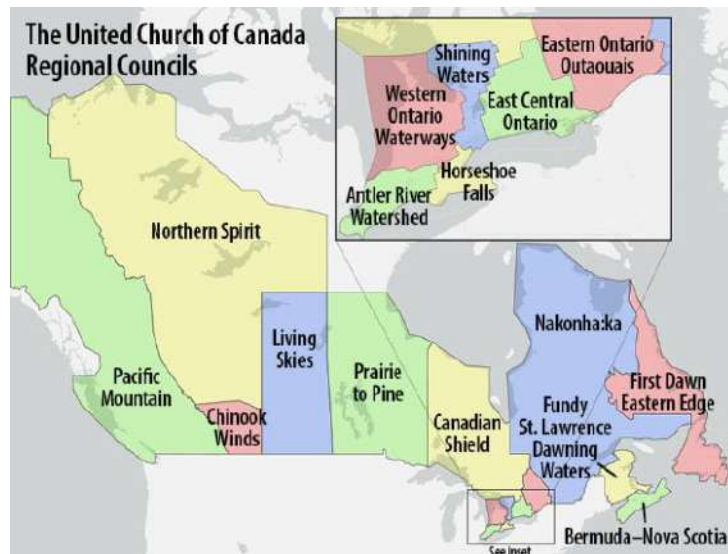 The United Church of Canada
Regional Councils
Shining
Waters
Eastern Ontario
Outaouais
Western
Ontario
Waterways
East Central
Ontario
Horseshoe
Falls
Antler River
Watershed
Northern Spirit
Living
Skies
Nakonha:ka
Prairie
to Pine
Pacific
Mountain
Chinook
Winds
Canadian
Shield
First Dawn
Eastern Edge
Fundy
St. Lawrence
Dawning
Waters
Bermuda–Nova Scotia
See inset